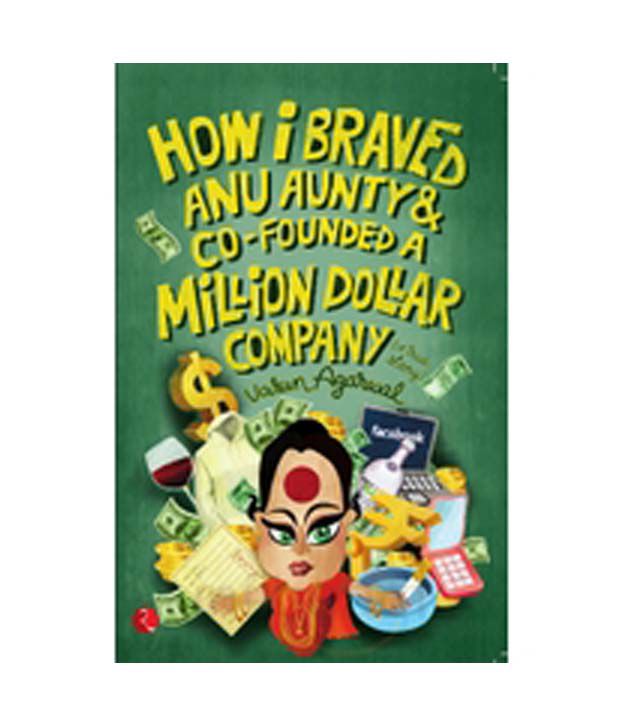 HOW i BRAVED
ANU AUNTY &
CO-FOUNDED A
MILLION DOLLAR
COMPANY
Varun Agarwal
facebook